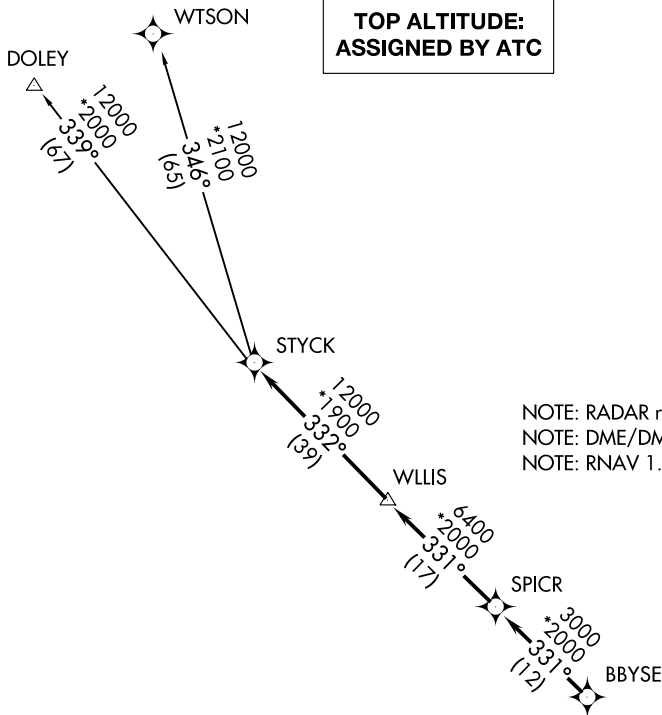 TOP ALTITUDE:
ASSIGNED BY ATC
WTSON
DOLEY
12000
*2000
339°
(67)
12000
*2100
346°
(65)
STYCK
12000
*1900
332°
(39)
NOTE: RADAR
NOTE: DME/DM
NOTE: RNAV 1.
WLLIS
6400
*2000
331°
(17)
SPICR
3000
*2000
331°
(12)
BBYSE